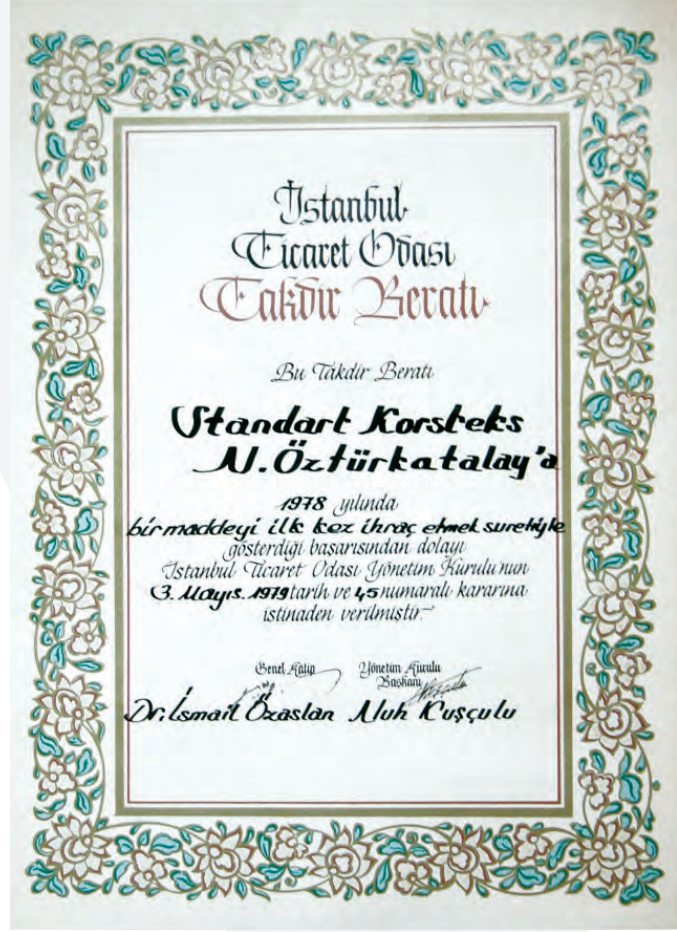 İstanbul
Ticaret Odası
Takdir Beratı
Bu Takdir Beratı
Standart Korsteks
N. Öztürkatalay'a
1978 yılında
bir maddeyi ilk kez ihraç etmek suretiyle
gösterdiği başarısından dolayı
İstanbul Ticaret Odası Yönetim Kurulunun
3. Mayıs. 1979 tarih ve 45 numaralı kararına
istinaden verilmiştir.
Genel Katip Yönetim Kurulu
Başkanı
Dr. İsmail Özaslan Nuh Kuşçulu